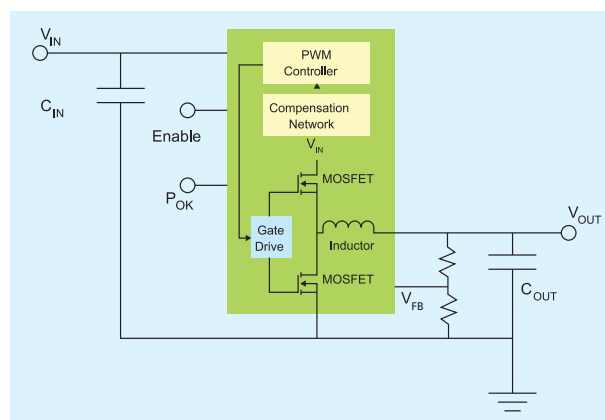 VIN
PWM
Controller
CIN
Compensation
Network
Enable
VIN
MOSFET
POK
VOUT
Gate
Drive
Inductor
MOSFET
VFB
COUT